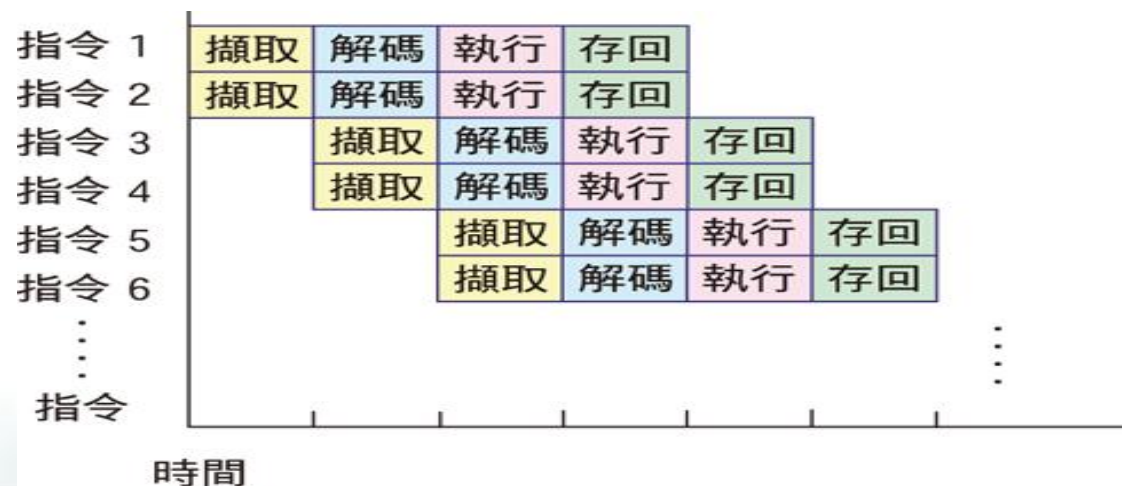 指令 1 擷取 解碼 執行 存回
指令 2 擷取 解碼 執行 存回
指令 3 擷取 解碼 執行 存回
指令 4 擷取 解碼 執行 存回
指令 5 擷取 解碼 執行 存回
指令 6 擷取 解碼 執行 存回
指令
時間